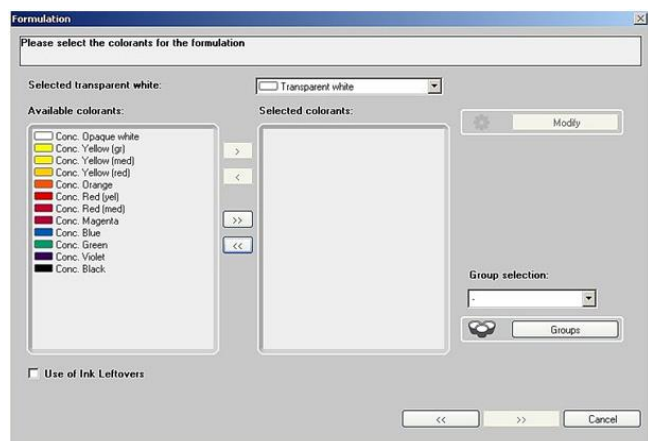 Formulation
Please select the colorants for the formulation
Selected transparent white:
Transparent white
Available colorants:
Selected colorants:
Conc. Opaque white
Conc. Yellow (gr)
Conc. Yellow (med)
Conc. Yellow (red)
Conc. Orange
Conc. Red (yel)
Conc. Red (med)
Conc. Magenta
Conc. Blue
Conc. Green
Conc. Violet
Conc. Black
>
<
>>
<<
Modify
Group selection:
-
Groups
Use of Ink Leftovers
<<
>>
Cancel